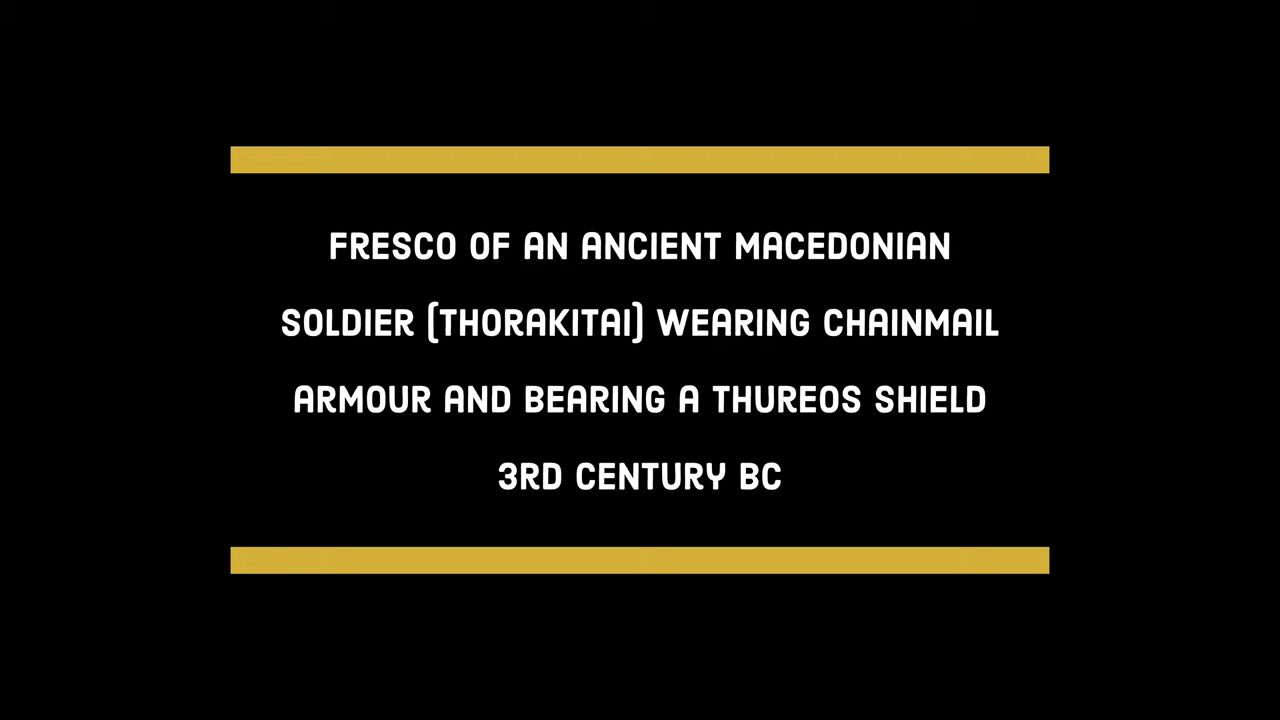 FRESCO OF AN ANCIENT MACEDONIAN
SOLDIER (THORAKITAI) WEARING CHAINMAIL
ARMOUR AND BEARING A THUREOS SHIELD
3RD CENTURY BC